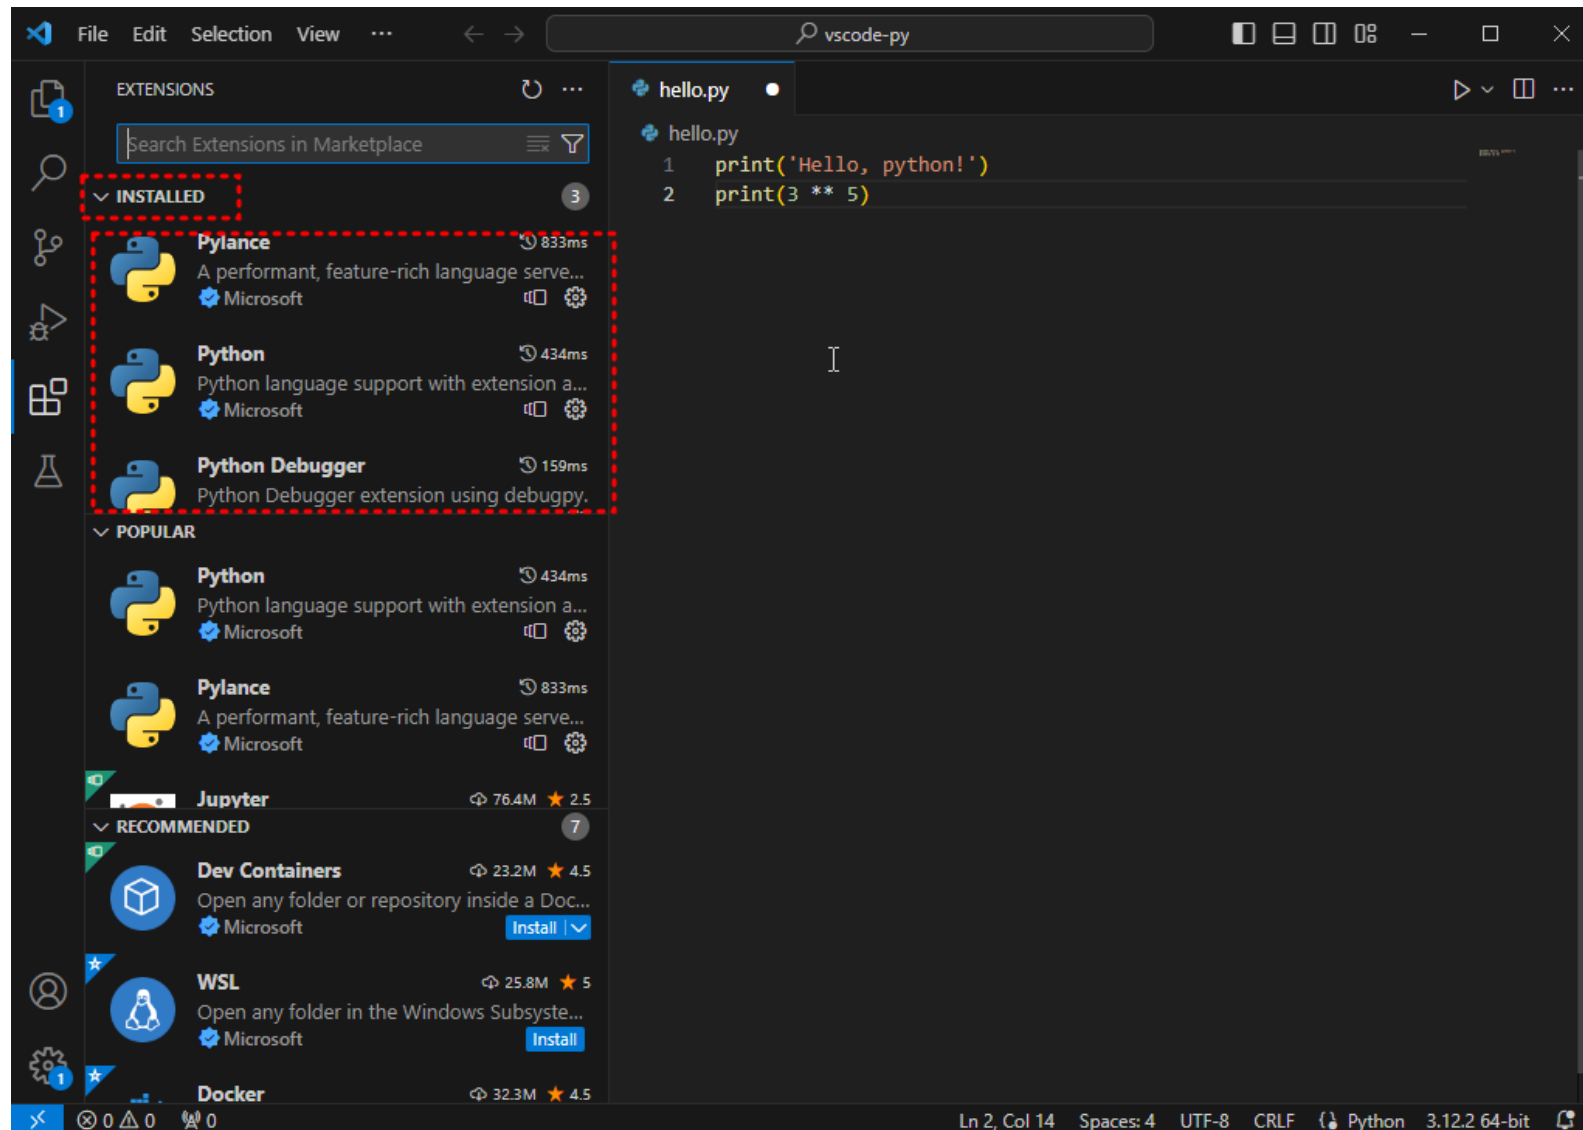 File Edit Selection View ··· vscode-py
EXTENSIONS
Search Extensions in Marketplace
INSTALLED 3
Pylance 833ms
A performant, feature-rich language serve...
Microsoft
Python 434ms
Python language support with extension a...
Microsoft
Python Debugger 159ms
Python Debugger extension using debugpy.
POPULAR
Python 434ms
Python language support with extension a...
Microsoft
Pylance 833ms
A performant, feature-rich language serve...
Microsoft
Jupyter 76.4M 2.5
RECOMMENDED 7
Dev Containers 23.2M 4.5
Open any folder or repository inside a Doc...
Microsoft Install
WSL 25.8M 5
Open any folder in the Windows Subsyste...
Microsoft Install
Docker 32.3M 4.5
1
1
hello.py
hello.py
1 print('Hello, python!')
2 print(3 ** 5)
0 0 0 Ln 2, Col 14 Spaces: 4 UTF-8 CRLF Python 3.12.2 64-bit